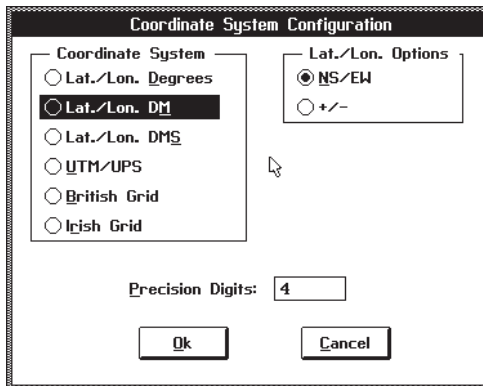 Coordinate System Configuration
Coordinate System
Lat./Lon. Degrees
Lat./Lon. DM
Lat./Lon. DMS
UTM/UPS
British Grid
Irish Grid
Lat./Lon. Options
NS/EW
+/-
Precision Digits: 4
Ok
Cancel